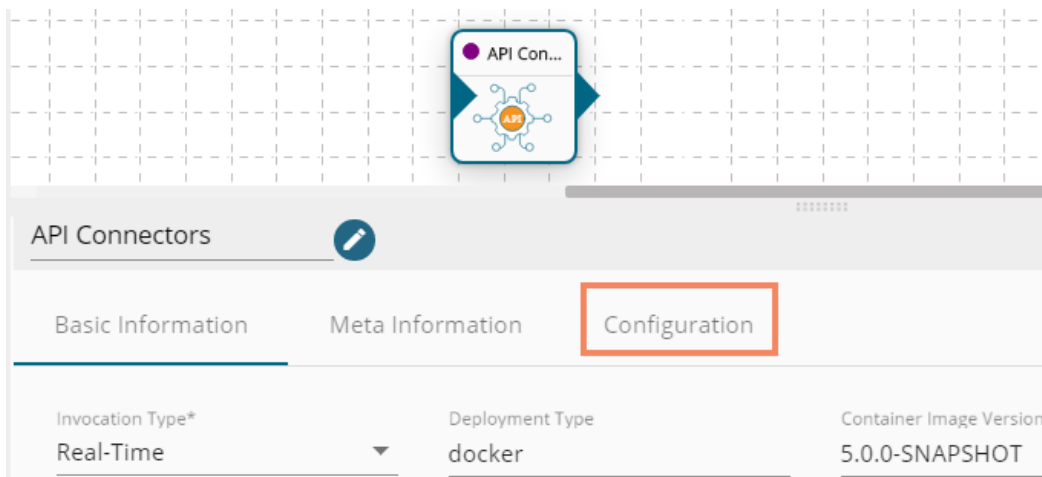 API Con...
API
API Connectors
Basic Information
Meta Information
Configuration
Invocation Type*
Deployment Type
Container Image Version
Real-Time
docker
5.0.0-SNAPSHOT